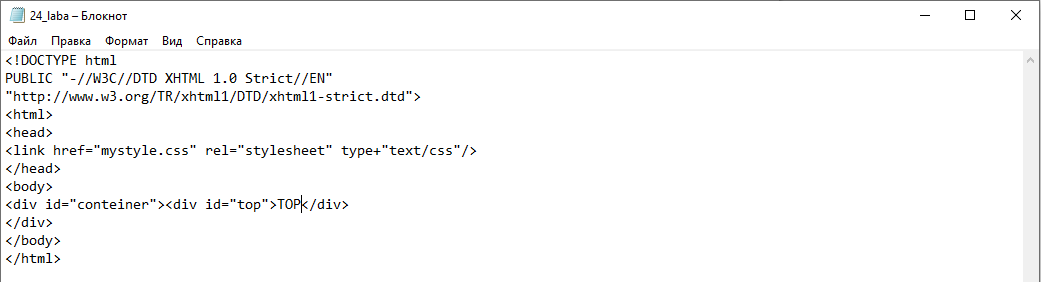 24_laba – Блокнот
Файл Правка Формат Вид Справка
<!DOCTYPE html
PUBLIC "-//W3C//DTD XHTML 1.0 Strict//EN"
"http://www.w3.org/TR/xhtml1/DTD/xhtml1-strict.dtd">
<html>
<head>
<link href="mystyle.css" rel="stylesheet" type+"text/css"/>
</head>
<body>
<div id="conteiner"><div id="top">TOP</div>
</div>
</body>
</html>